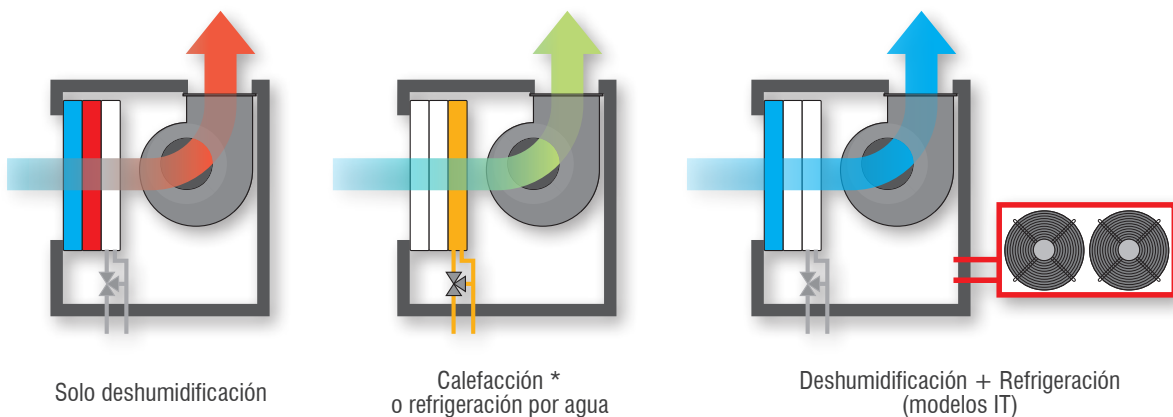 Solo deshumidificación
Calefacción *
o refrigeración por agua
Deshumidificación + Refrigeración
(modelos IT)